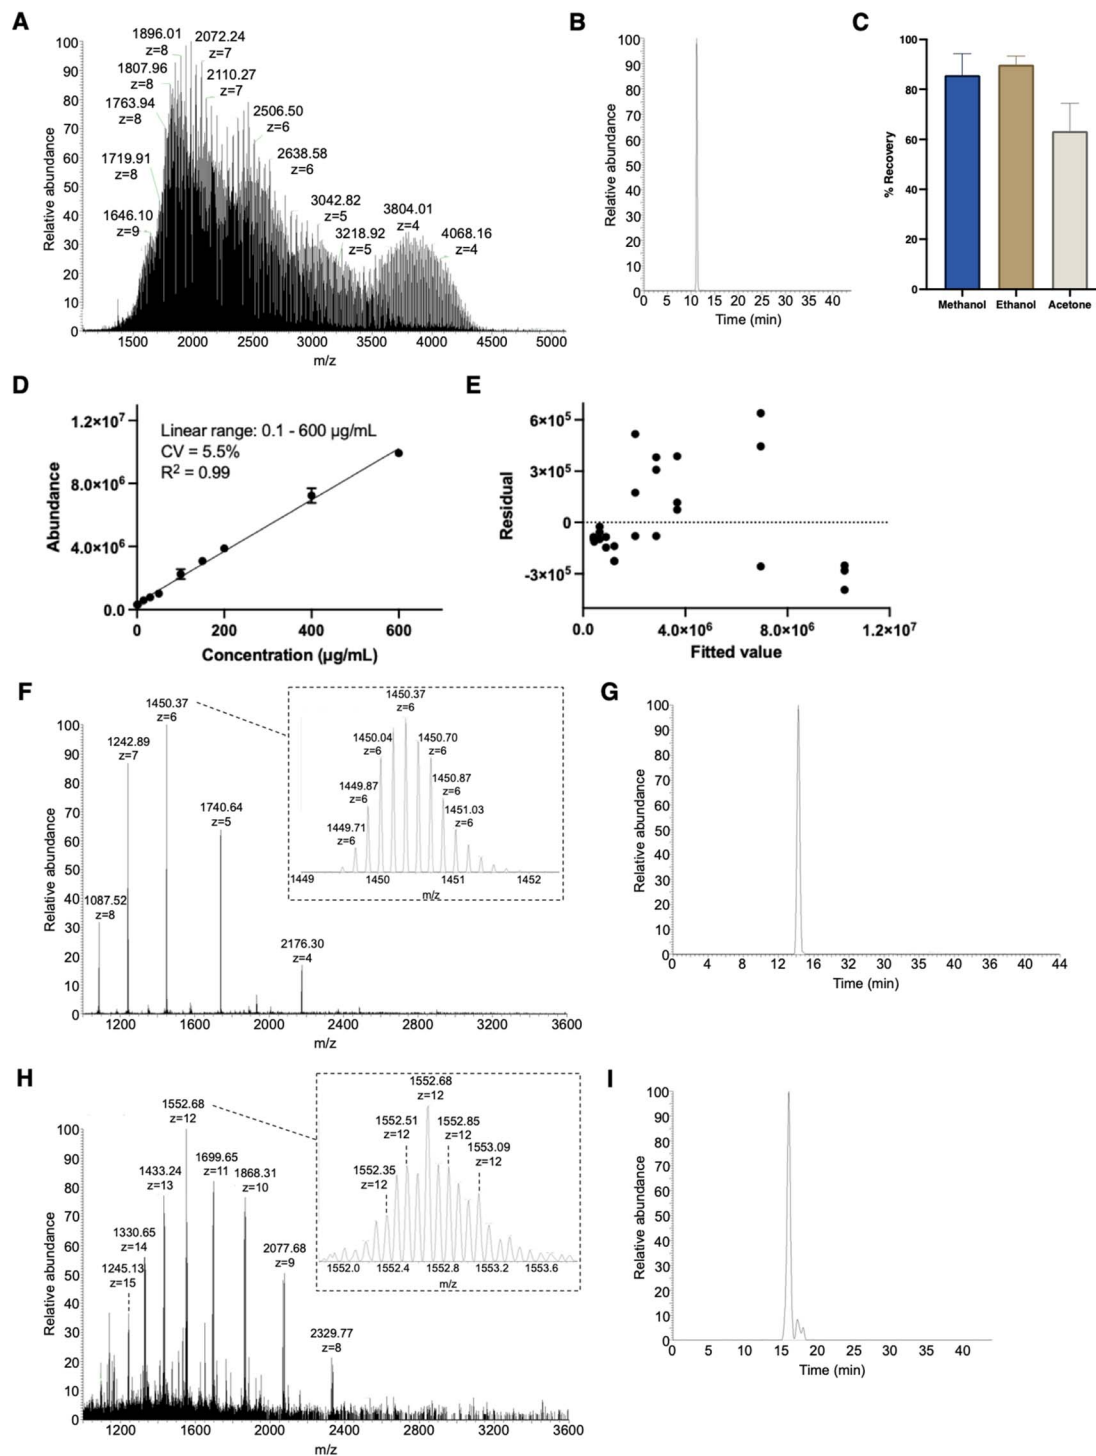 A
1896.01
z=8
2072.24
z=7
1807.96
z=8
2110.27
z=7
1763.94
z=8
2506.50
z=6
1719.91
z=8
2638.58
z=6
1646.10
z=9
3042.82
z=5
3804.01
z=4
3218.92
z=5
4068.16
z=4
Relative abundance
100
90
80
70
60
50
40
30
20
10
0
1500 2000 2500 3000 3500 4000 4500 5000
m/z
B
Relative abundance
100
90
80
70
60
50
40
30
20
10
0
0 5 10 15 20 25 30 35 40
Time (min)
C
% Recovery
100
80
60
40
20
0
Methanol Ethanol Acetone
D
Abundance
1.2×10⁷
8.0×10⁶
4.0×10⁶
0.0
Linear range: 0.1 - 600 µg/mL
CV = 5.5%
R² = 0.99
0 200 400 600
Concentration (µg/mL)
E
Residual
6×10⁵
3×10⁵
0
-3×10⁵
0.0 4.0×10⁶ 8.0×10⁶ 1.2×10⁷
Fitted value
F
1450.37
z=6
1242.89
z=7
1740.64
z=5
1087.52
z=8
2176.30
z=4
Relative abundance
100
90
80
70
60
50
40
30
20
10
0
1200 2000 2400 2800 3200 3600
m/z
1450.37
z=6
1450.04
z=6
1450.70
z=6
1449.87
z=6
1450.87
z=6
1451.03
z=6
1449.71
z=6
1449 1450 1451 1452
m/z
G
Relative abundance
100
90
80
70
60
50
40
30
20
10
0
0 4 8 12 16 32 30 35 40 36 40 44
Time (min)
H
1552.68
z=12
1699.65
z=11
1433.24
z=13
1868.31
z=10
1330.65
z=14
2077.68
z=9
1245.13
z=15
2329.77
z=8
Relative abundance
100
90
80
70
60
50
40
30
20
10
0
1200 1600 2000 2400 2800 3200 3600
m/z
1552.68
z=12
1552.51
z=12
1552.85
z=12
1553.09
z=12
1552.35
z=12
1552.0 1552.4 1552.8 1553.2 1553.6
m/z
I
Relative abundance
100
90
80
70
60
50
40
30
20
10
0
0 5 10 15 20 25 30 35 40
Time (min)